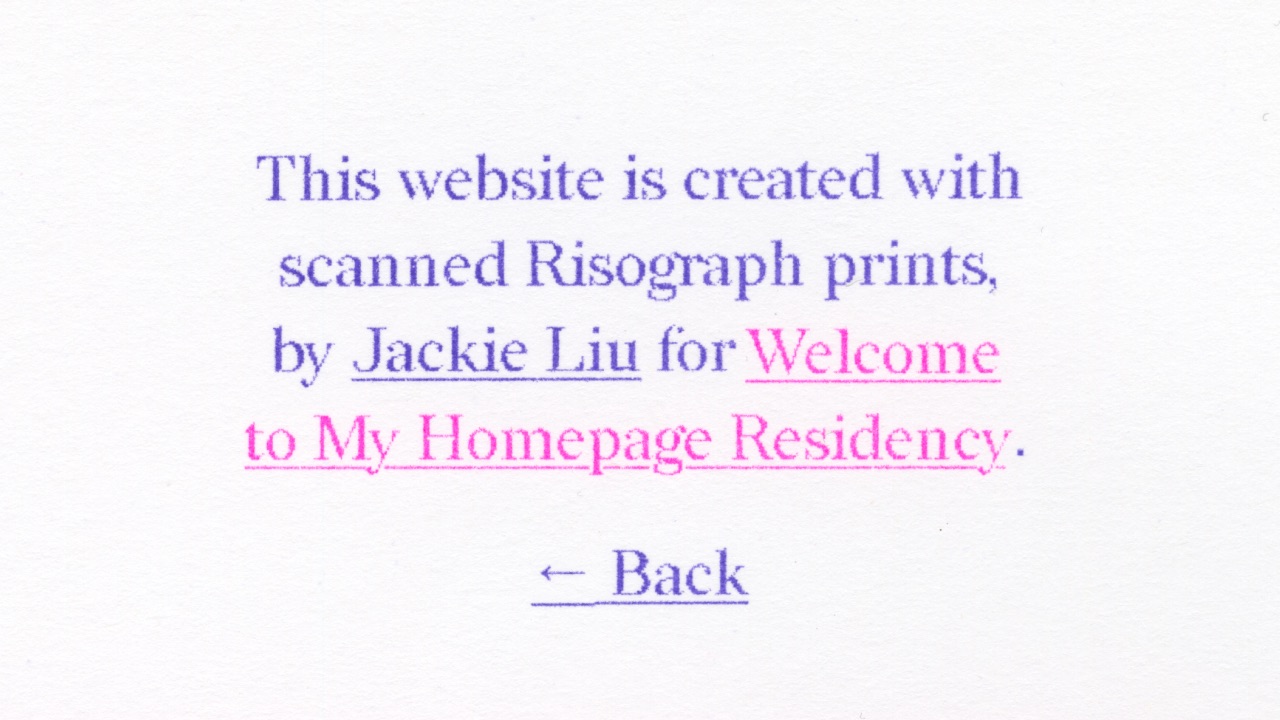 This website is created with
scanned Risograph prints,
by Jackie Liu for Welcome
to My Homepage Residency.
← Back